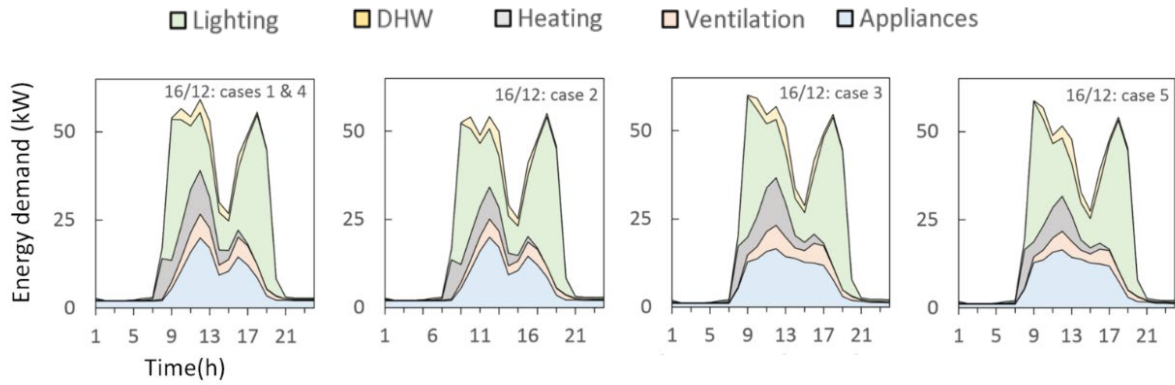 Lighting DHW Heating Ventilation Appliances
Energy demand (kW)
16/12: cases 1 & 4
50
25
0
1 5 9 13 17 21
Time(h)
16/12: case 2
50
25
0
1 6 11 16 21
16/12: case 3
50
25
0
1 5 9 13 17 21
16/12: case 5
50
25
0
1 5 9 13 17 21